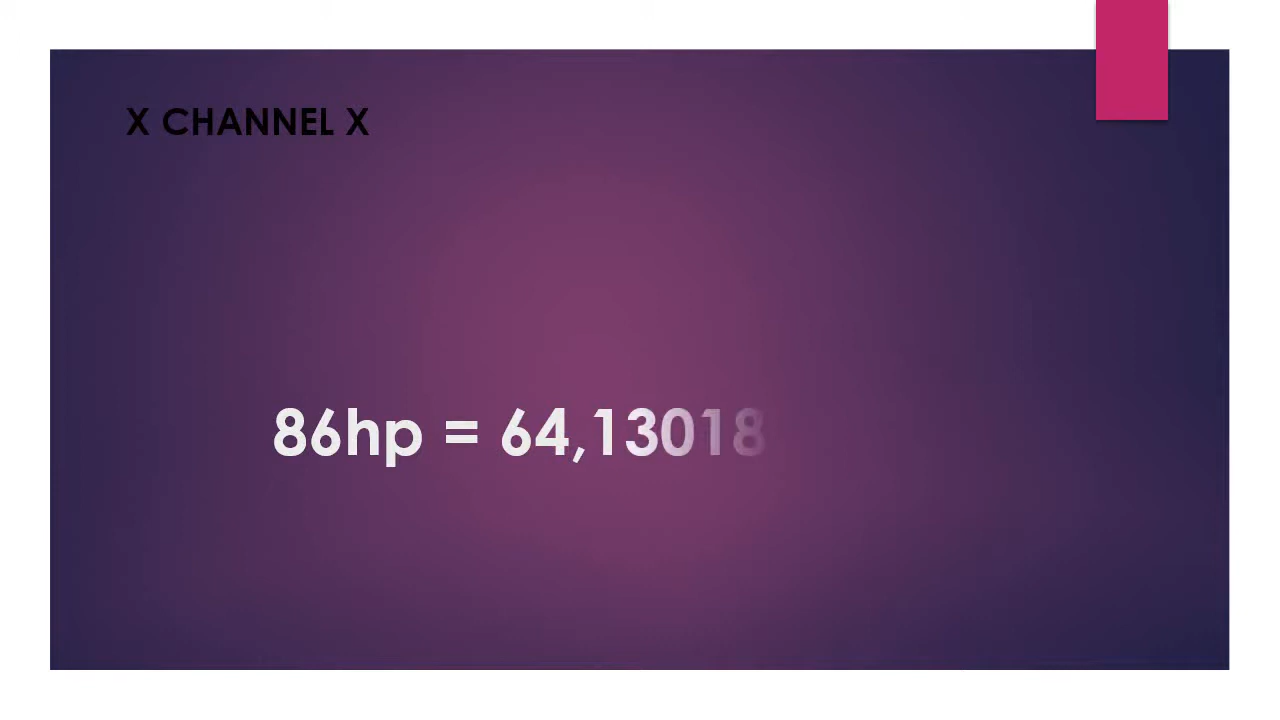 X CHANNEL X
86hp = 64,13018